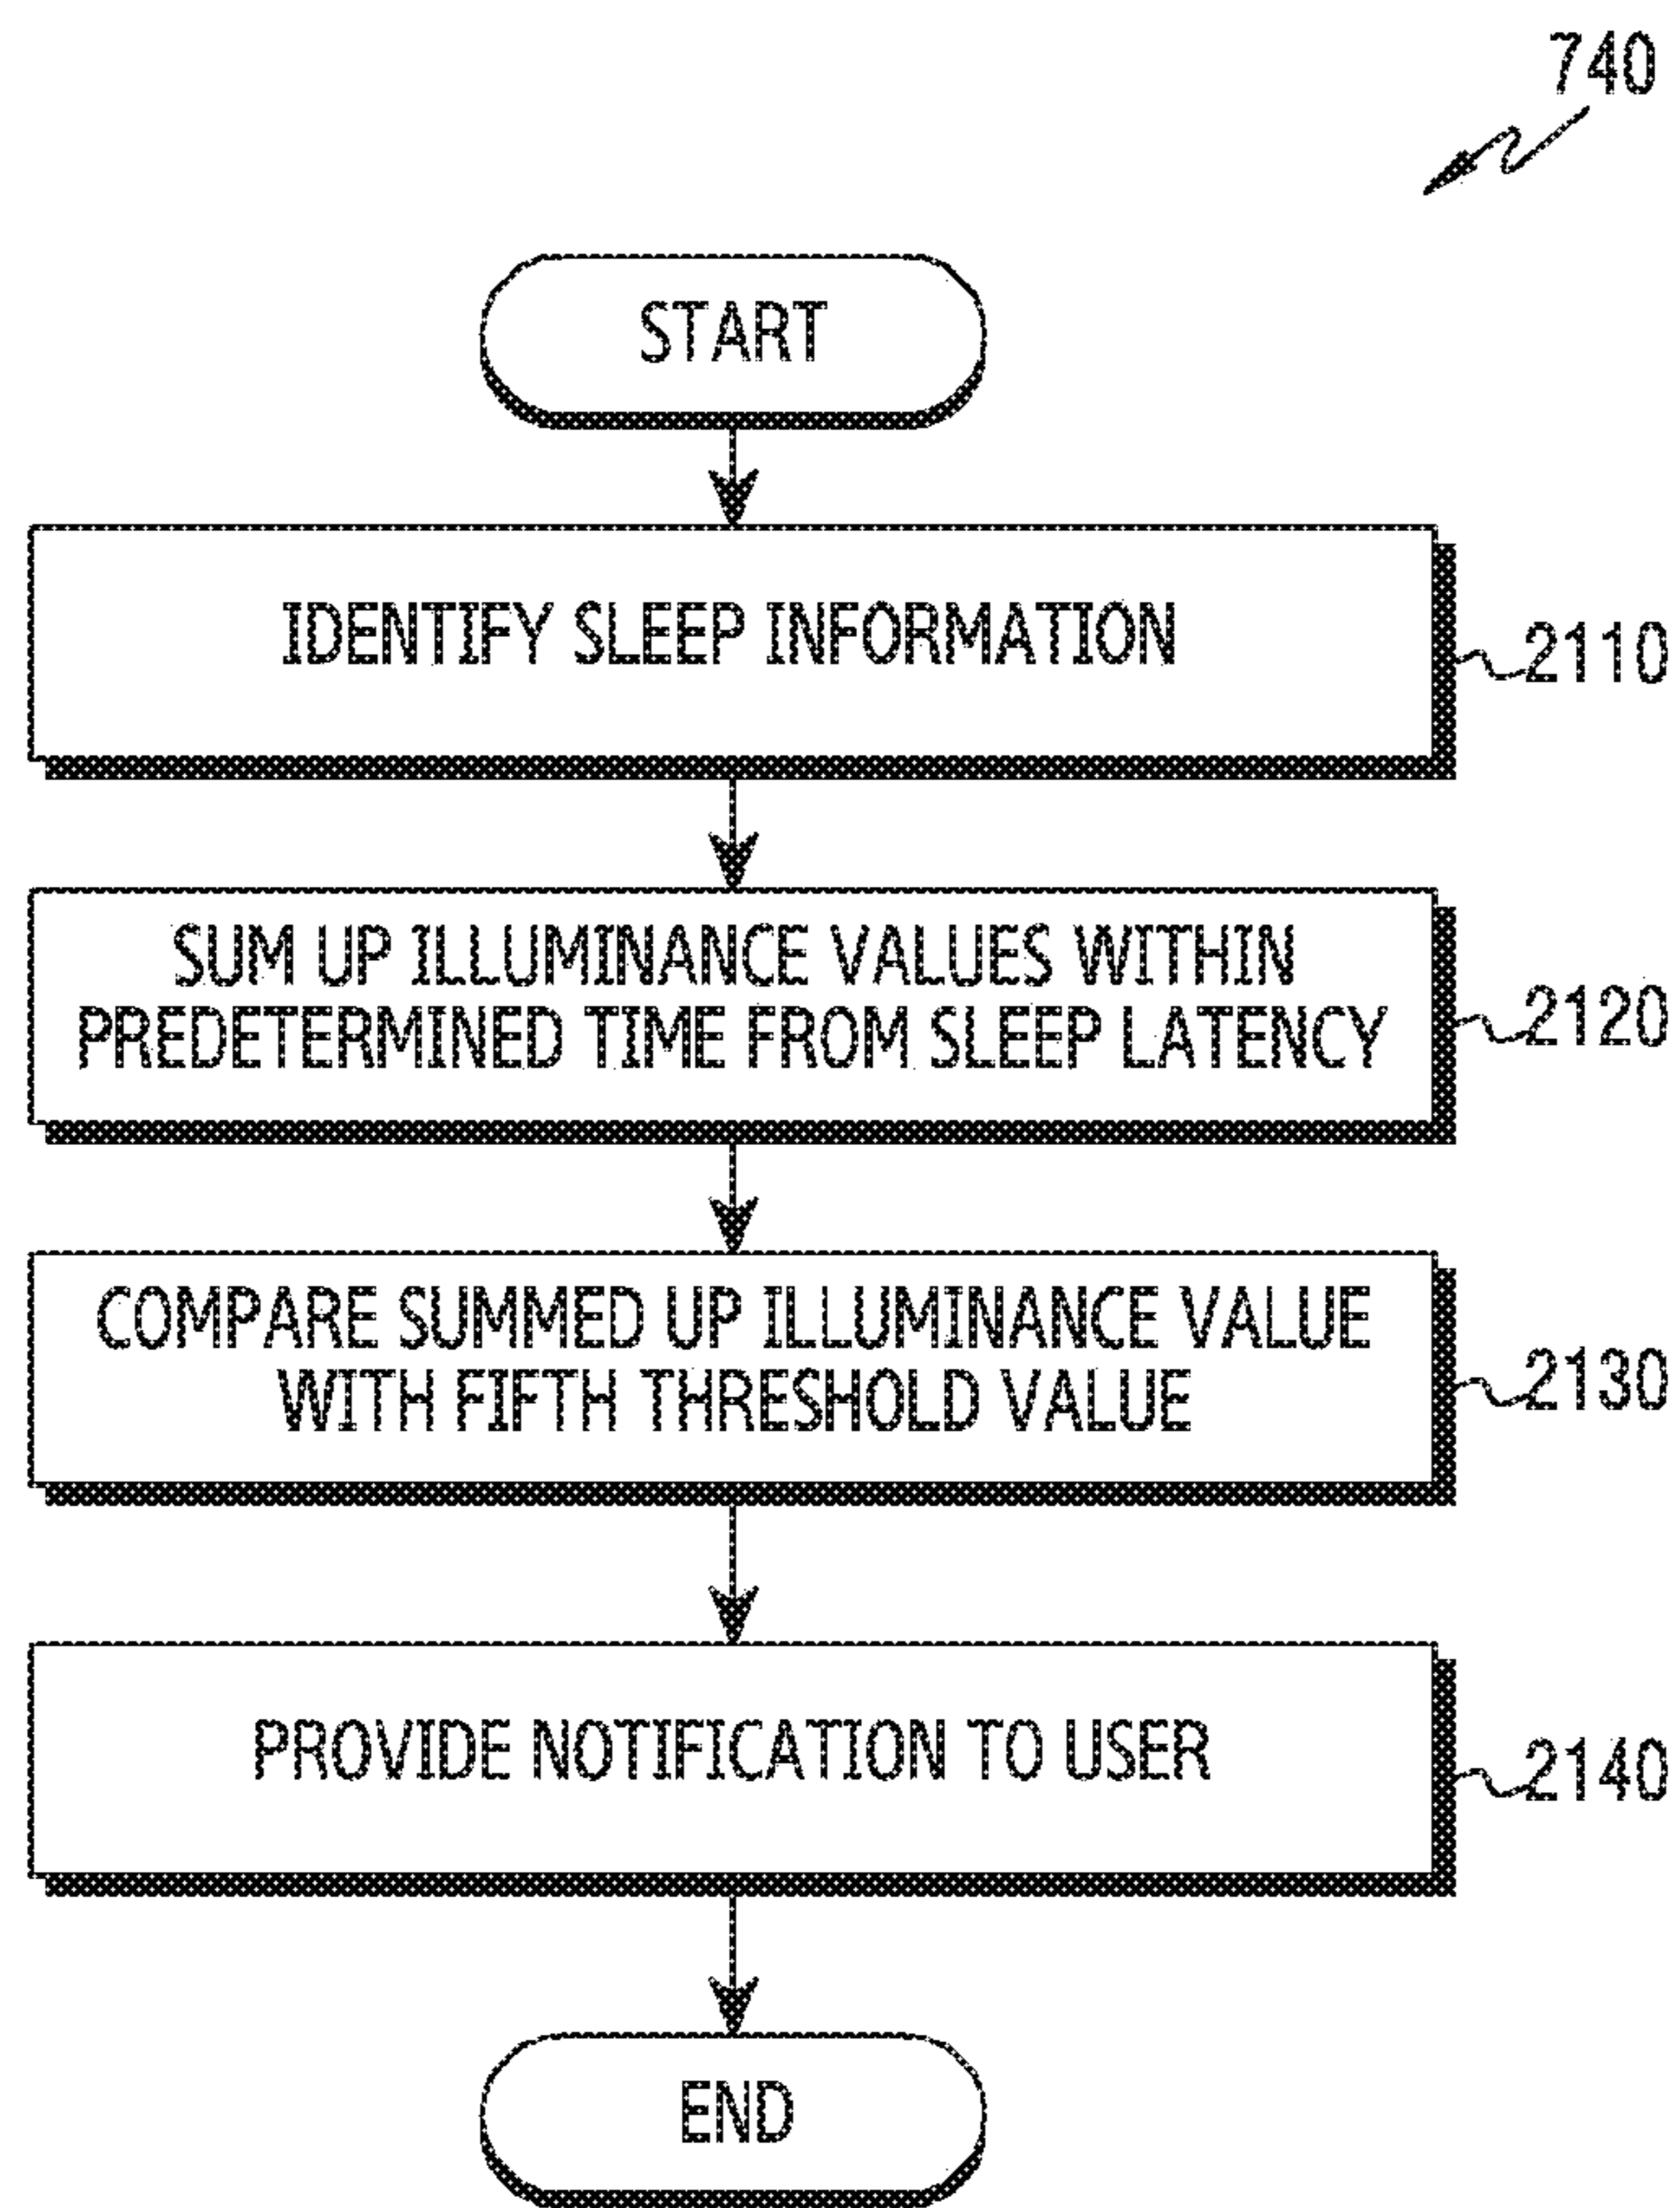 740
START
IDENTIFY SLEEP INFORMATION
2110
SUM UP ILLUMINANCE VALUES WITHIN
PREDETERMINED TIME FROM SLEEP LATENCY
2120
COMPARE SUMMED UP ILLUMINANCE VALUE
WITH FIFTH THRESHOLD VALUE
2130
PROVIDE NOTIFICATION TO USER
2140
END